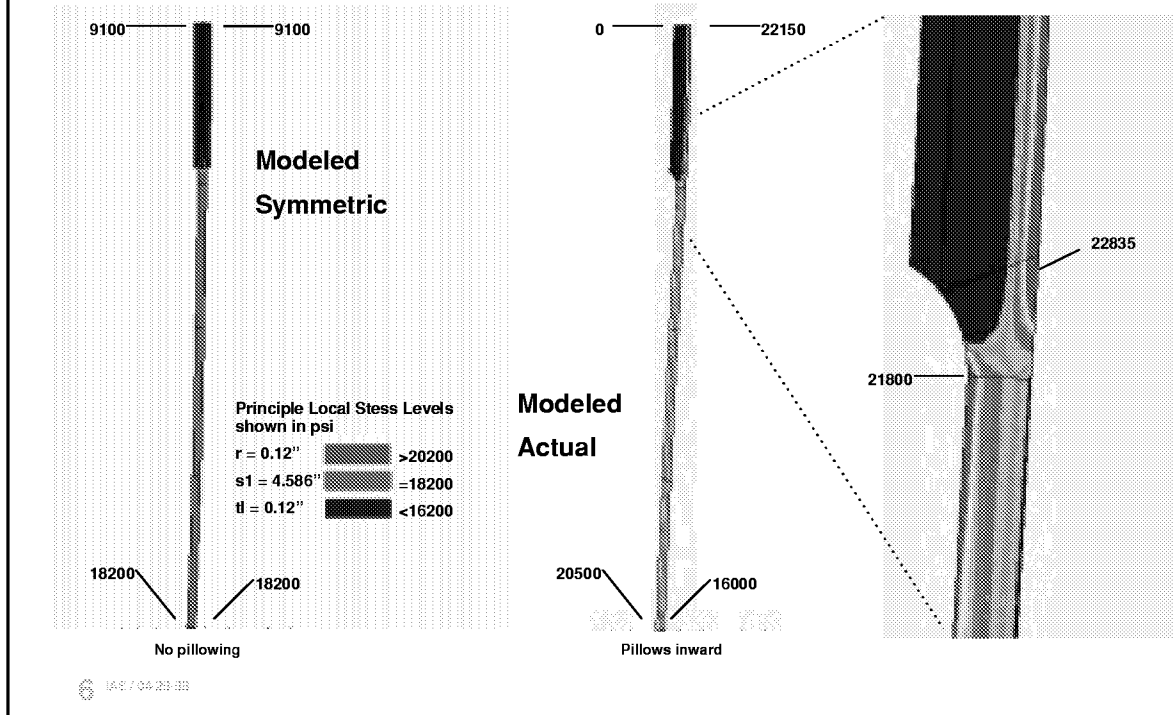 9100 9100
0 22150
Modeled
Symmetric
22835
21800
Modeled
Actual
Principle Local Stess Levels
shown in psi
r = 0.12" >20200
s1 = 4.586" =18200
tl = 0.12" <16200
18200 18200
20500 16000
No pillowing
Pillows inward
6